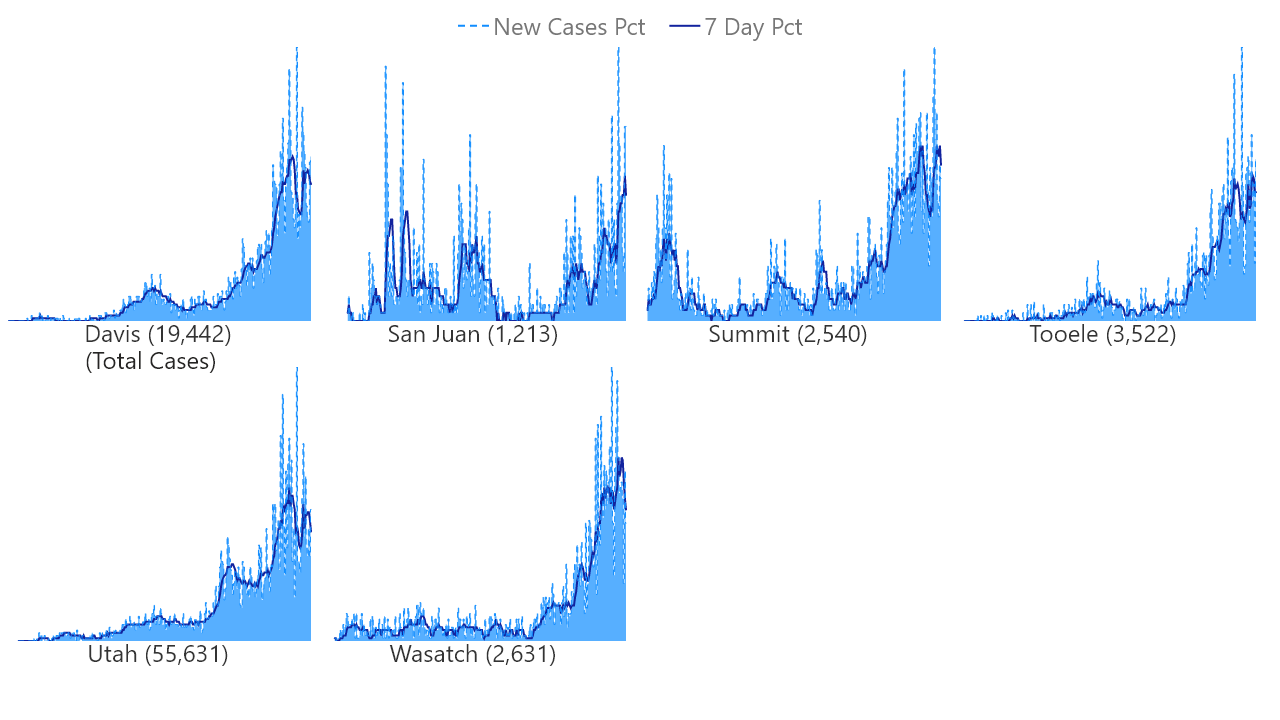 New Cases Pct 7 Day Pct
Davis (19,442)
(Total Cases)
San Juan (1,213)
Summit (2,540)
Tooele (3,522)
Utah (55,631)
Wasatch (2,631)